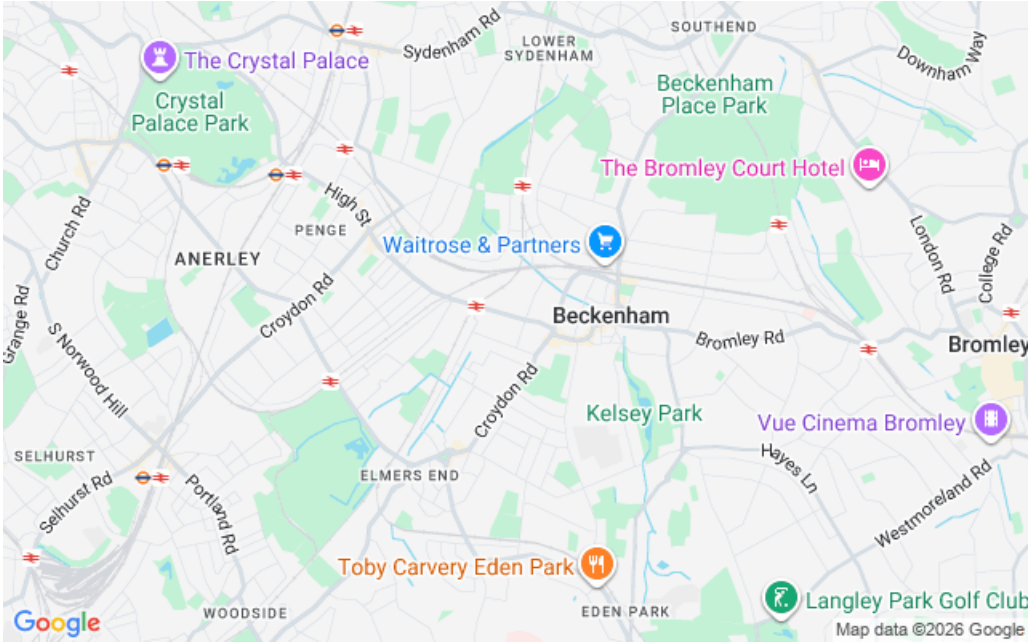 Sydenham Rd
LOWER
SYDENHAM
SOUTHEND
Downham Way
The Crystal Palace
Crystal
Palace Park
Beckenham
Place Park
The Bromley Court Hotel
High St
PENGE
Church Rd
ANERLEY
Waitrose & Partners
London Rd
College Rd
Croydon Rd
Grange Rd
S Norwood Hill
Beckenham
Bromley Rd
Bromley
Croydon Rd
Kelsey Park
Vue Cinema Bromley
SELHURST
Selhurst Rd
Portland Rd
ELMERS END
Hayes Ln
Westmoreland Rd
Toby Carvery Eden Park
WOODSIDE
EDEN PARK
Langley Park Golf Club
Google
Map data ©2026 Google